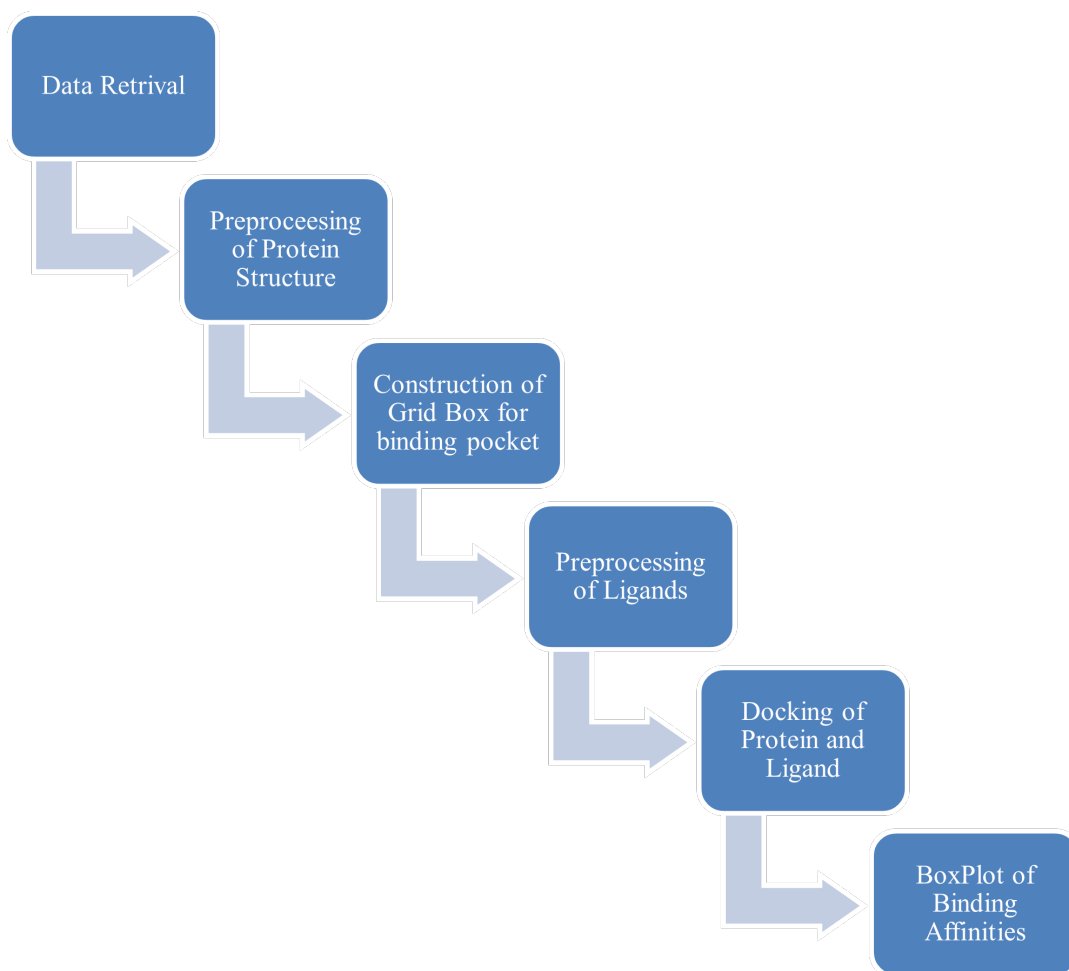 Data Retrival
Preproceesing
of Protein
Structure
Construction of
Grid Box for
binding pocket
Preprocessing
of Ligands
Docking of
Protein and
Ligand
BoxPlot of
Binding
Affinities